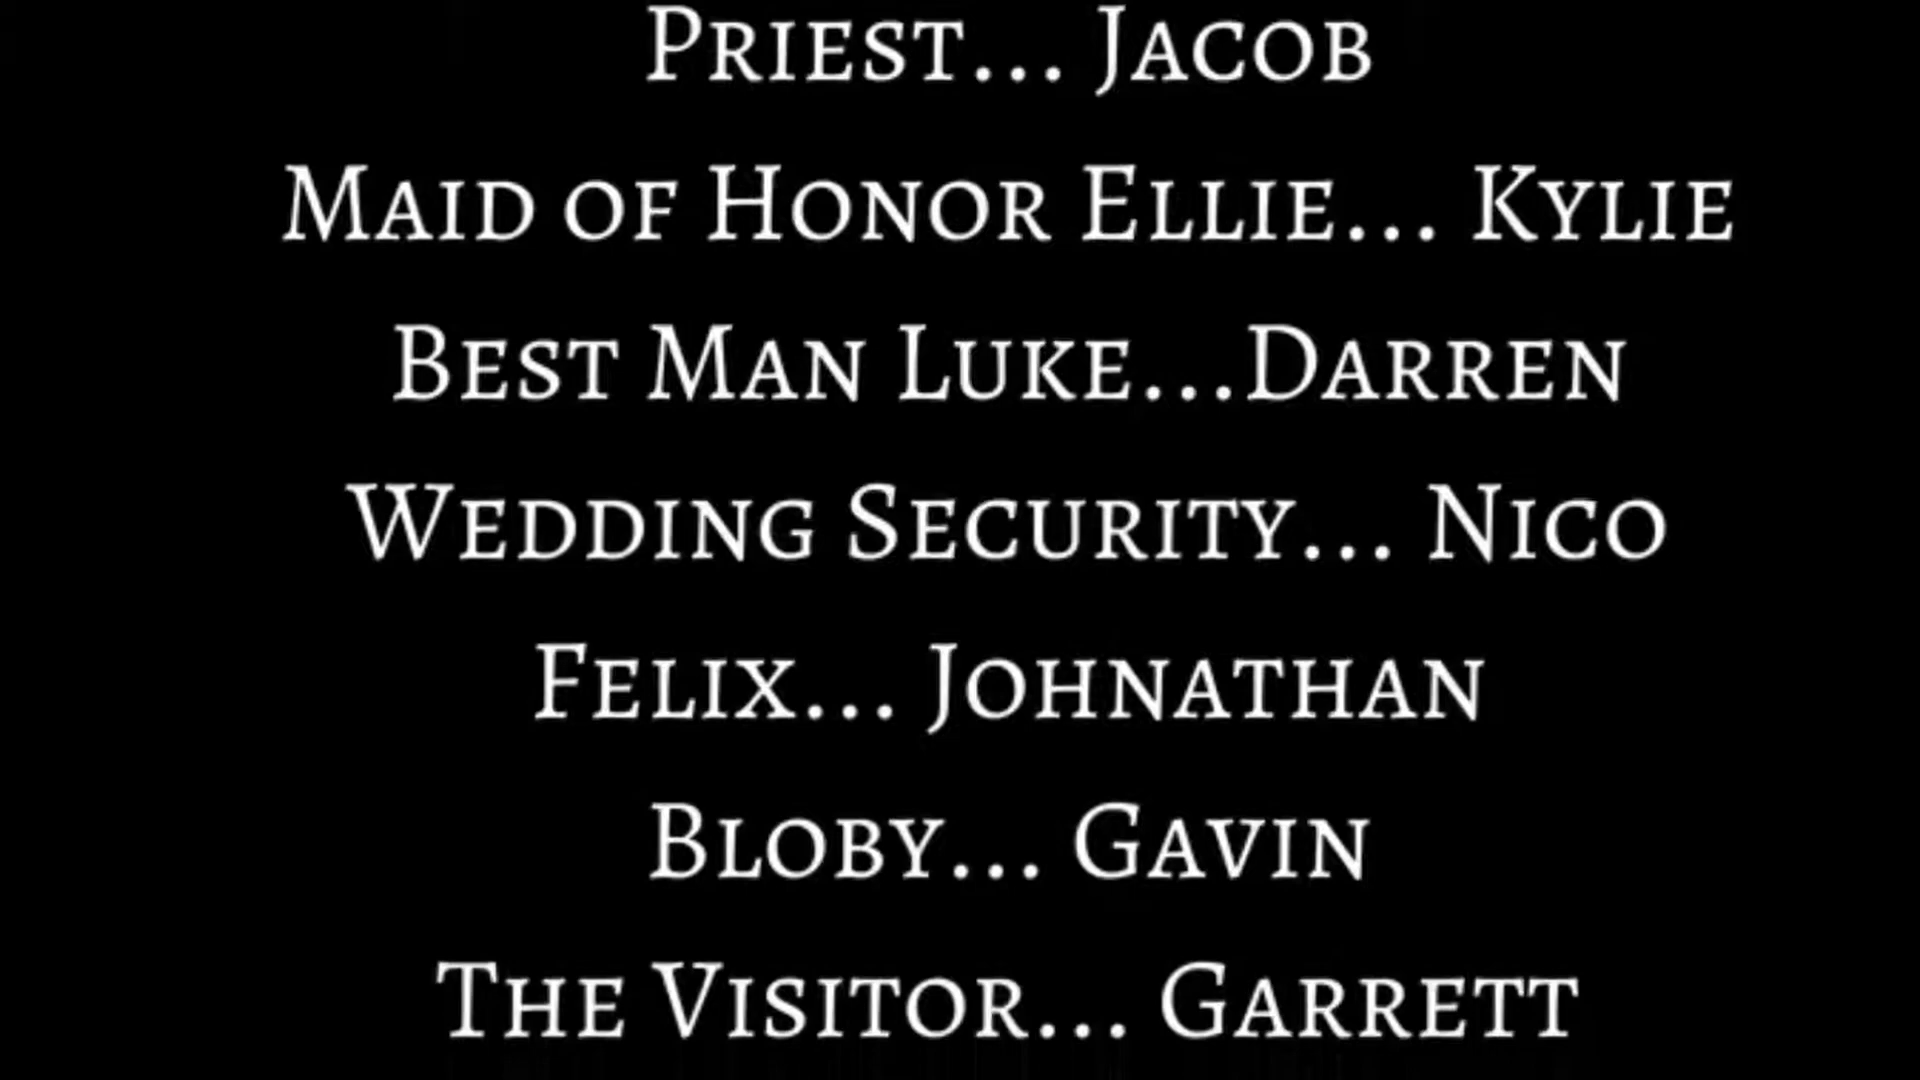 Priest... Jacob
Maid of Honor Ellie... Kylie
Best Man Luke...Darren
Wedding Security... Nico
Felix... Johnathan
Bloby... Gavin
The Visitor... Garrett